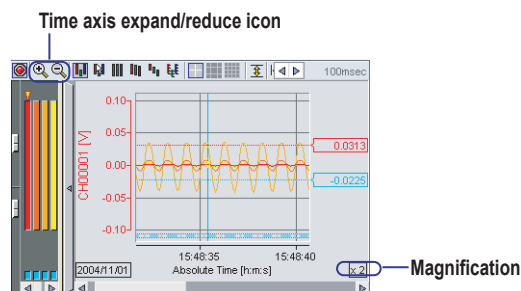 Time axis expand/reduce icon
100msec
0.10
0.05
0.00
-0.05
-0.10
CH00001 [V]
0.0313
-0.0225
15:48:35
15:48:40
2004/11/01
Absolute Time [h:m:s]
x 2
Magnification